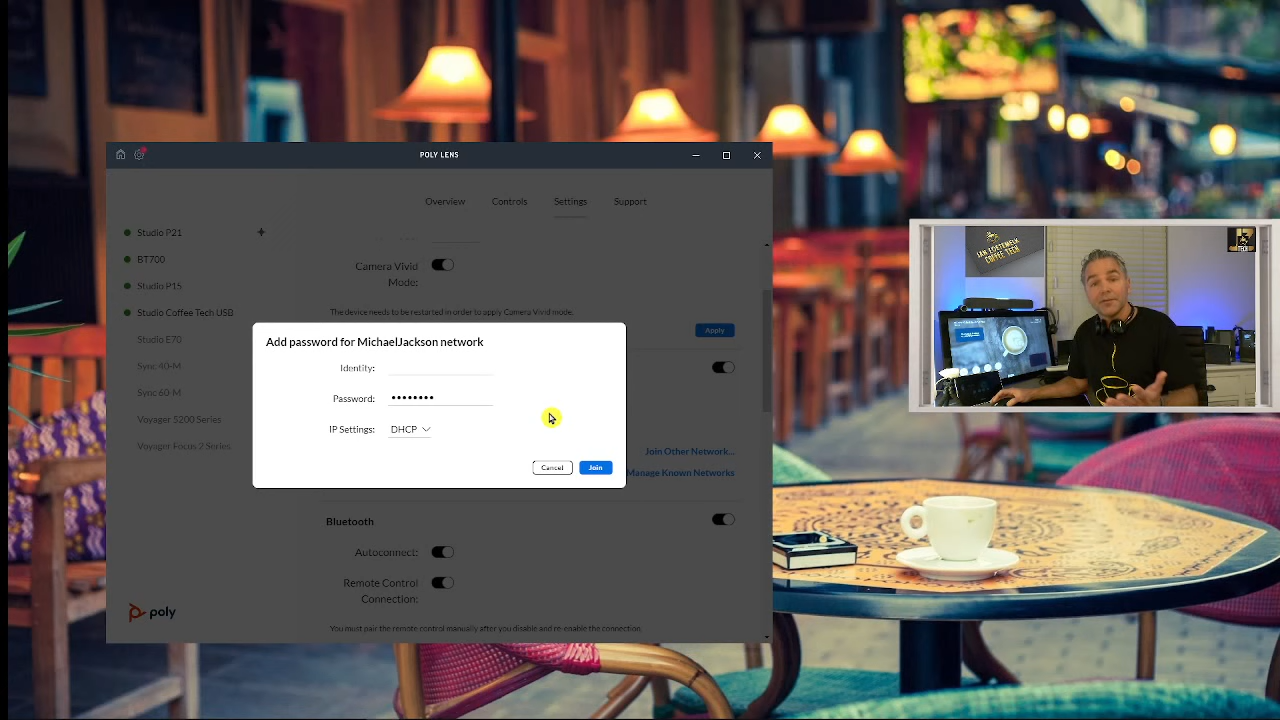 POLY LENS
Overview
Controls
Settings
Support
Studio P21
BT700
Studio P15
Studio Coffee Tech USB
Studio E70
Sync 40-M
Sync 60-M
Voyager 5200 Series
Voyager Focus 2 Series
poly
Camera Vivid
Mode:
The device needs to be restarted in order to apply Camera Vivid mode.
Apply
Add password for MichaelJackson network
Identity:
Password:
IP Settings: DHCP
Cancel
Join
Join Other Network...
Manage Known Networks
Bluetooth
Autoconnect:
Remote Control
Connection:
You must pair the remote control manually after you disable and re-enable the connection.
COFFEE TECH
TECH